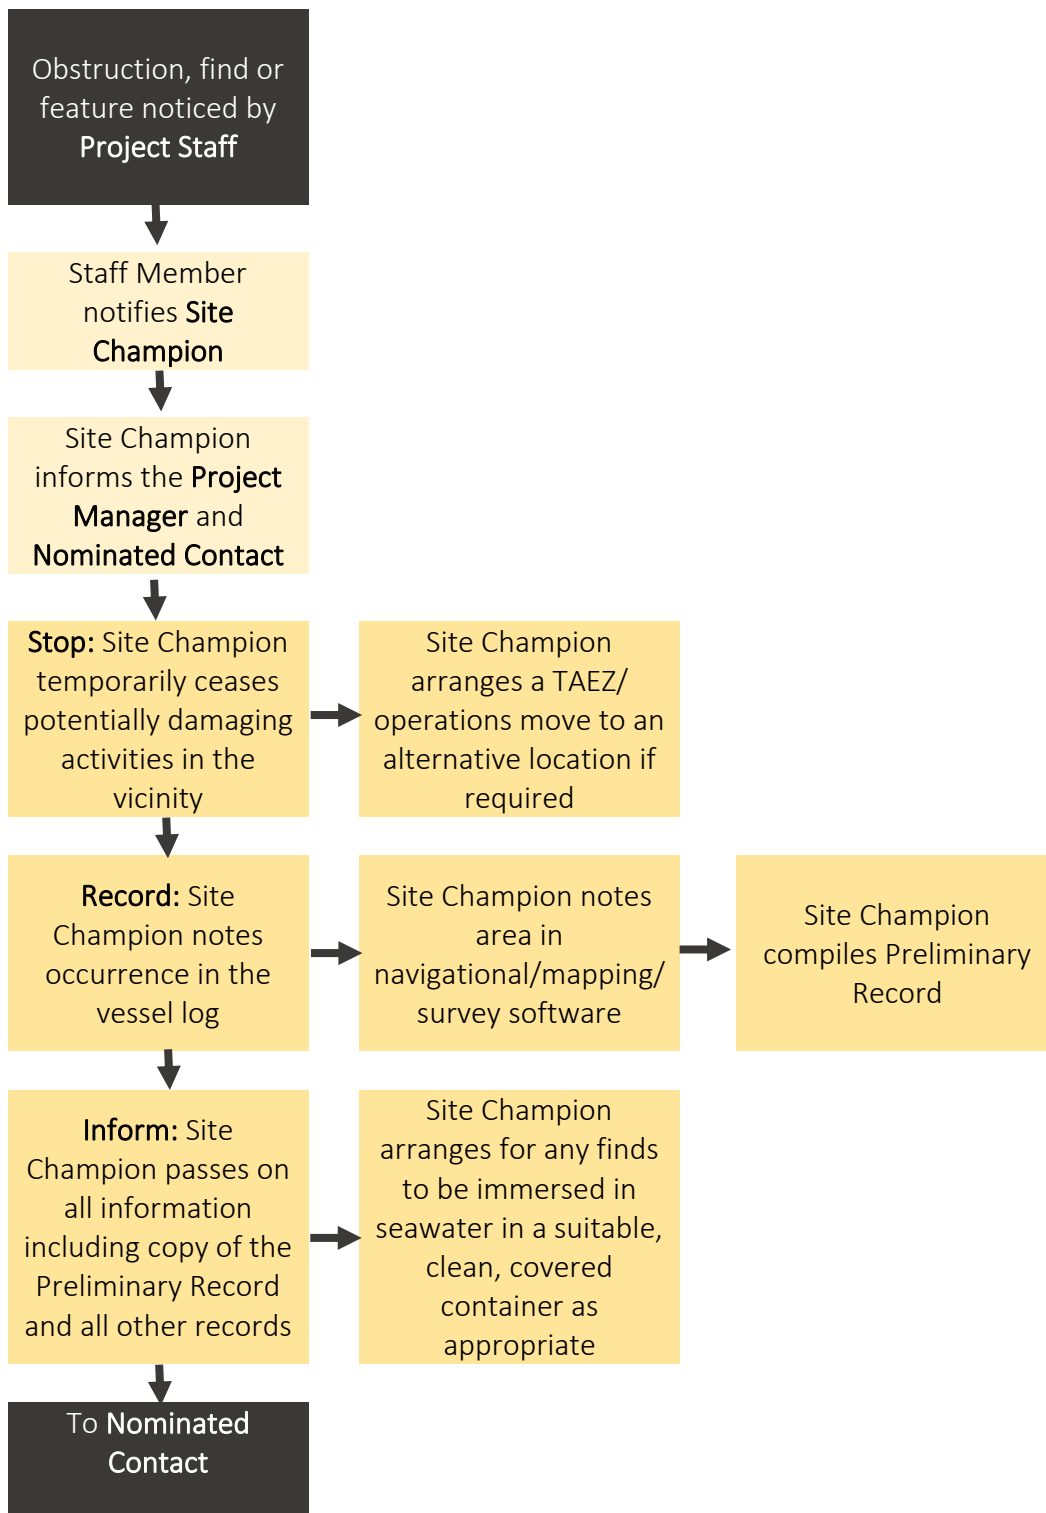 Obstruction, find or
feature noticed by
Project Staff
Staff Member
notifies Site
Champion
Site Champion
informs the Project
Manager and
Nominated Contact
Stop: Site Champion
temporarily ceases
potentially damaging
activities in the
vicinity
Site Champion
arranges a TAEZ/
operations move to an
alternative location if
required
Record: Site
Champion notes
occurrence in the
vessel log
Site Champion notes
area in
navigational/mapping/
survey software
Site Champion
compiles Preliminary
Record
Inform: Site
Champion passes on
all information
including copy of the
Preliminary Record
and all other records
Site Champion
arranges for any finds
to be immersed in
seawater in a suitable,
clean, covered
container as
appropriate
To Nominated
Contact